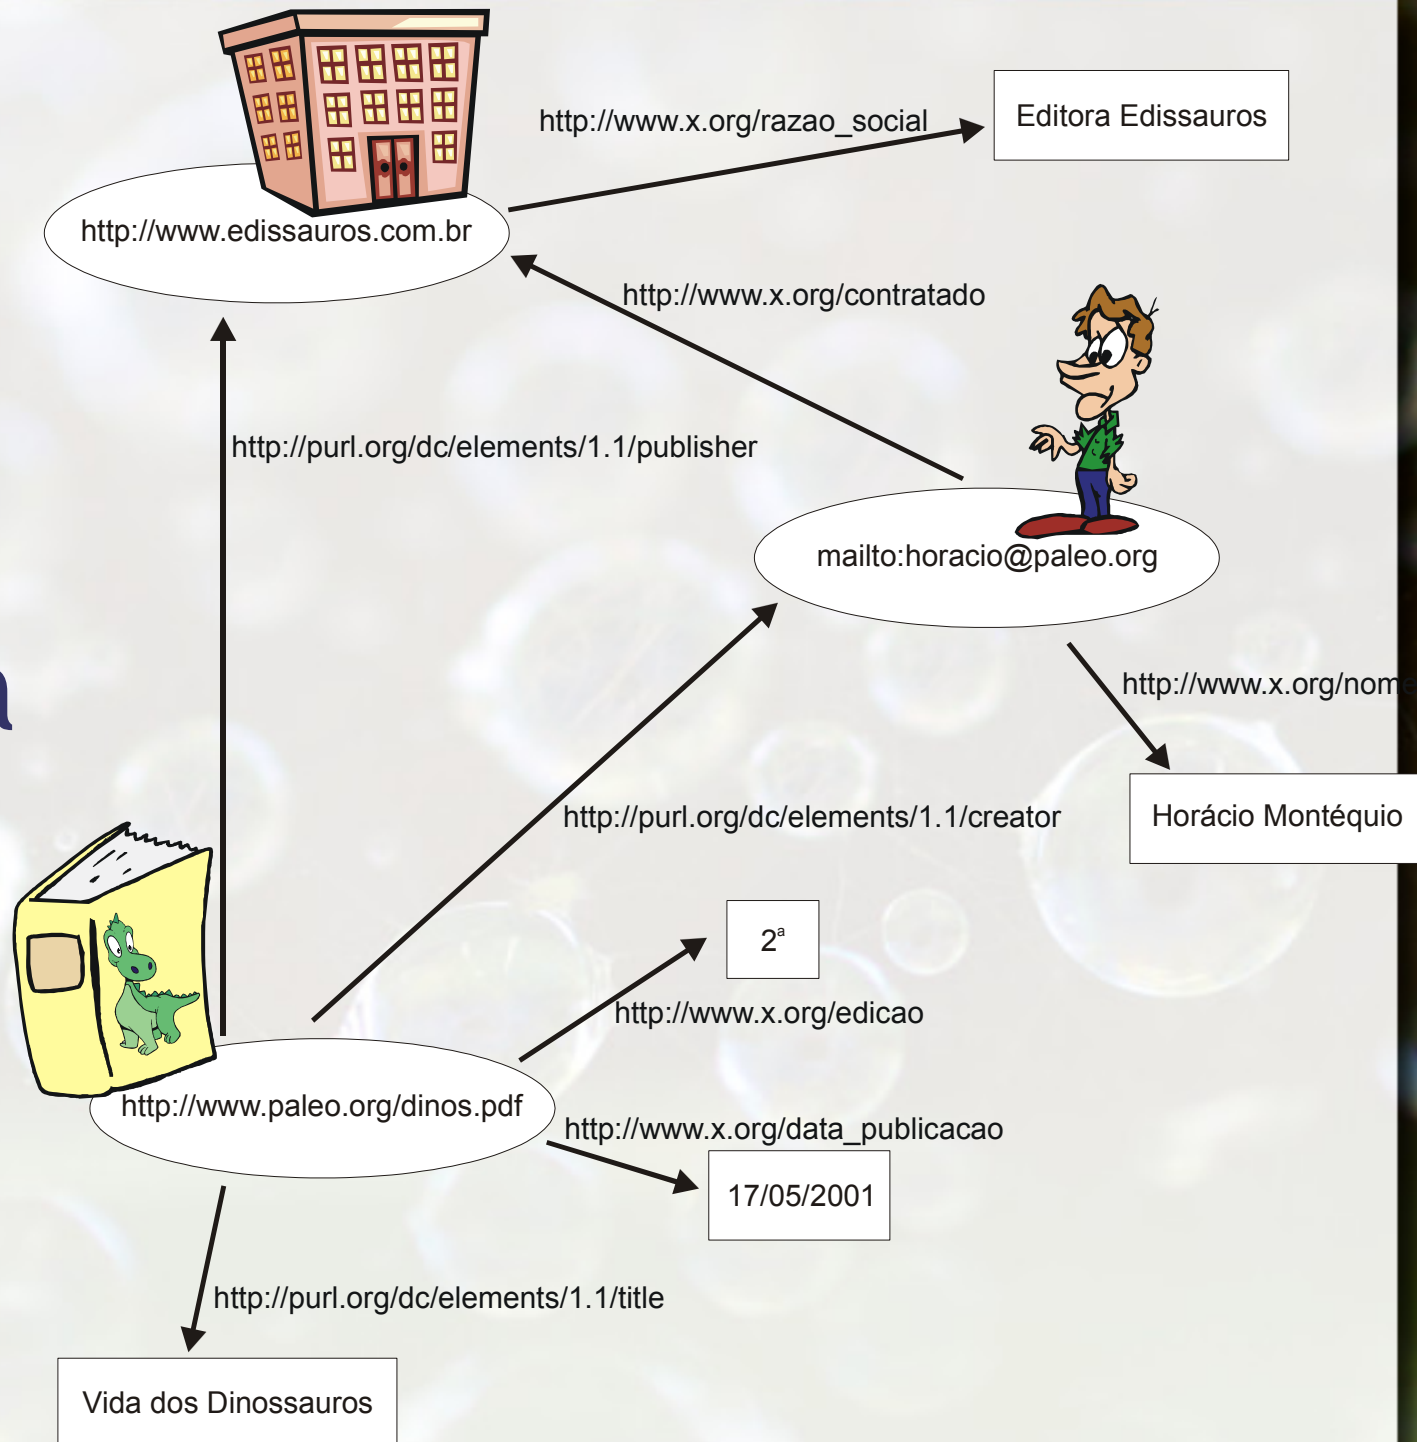 http://www.x.org/razao_social
Editora Edissauros
http://www.edissauros.com.br
http://www.x.org/contratado
http://purl.org/dc/elements/1.1/publisher
mailto:horacio@paleo.org
http://www.x.org/nome
a
Horácio Montéquio
http://purl.org/dc/elements/1.1/creator
2ª
http://www.x.org/edicao
http://www.paleo.org/dinos.pdf
http://www.x.org/data_publicacao
17/05/2001
http://purl.org/dc/elements/1.1/title
Vida dos Dinossauros